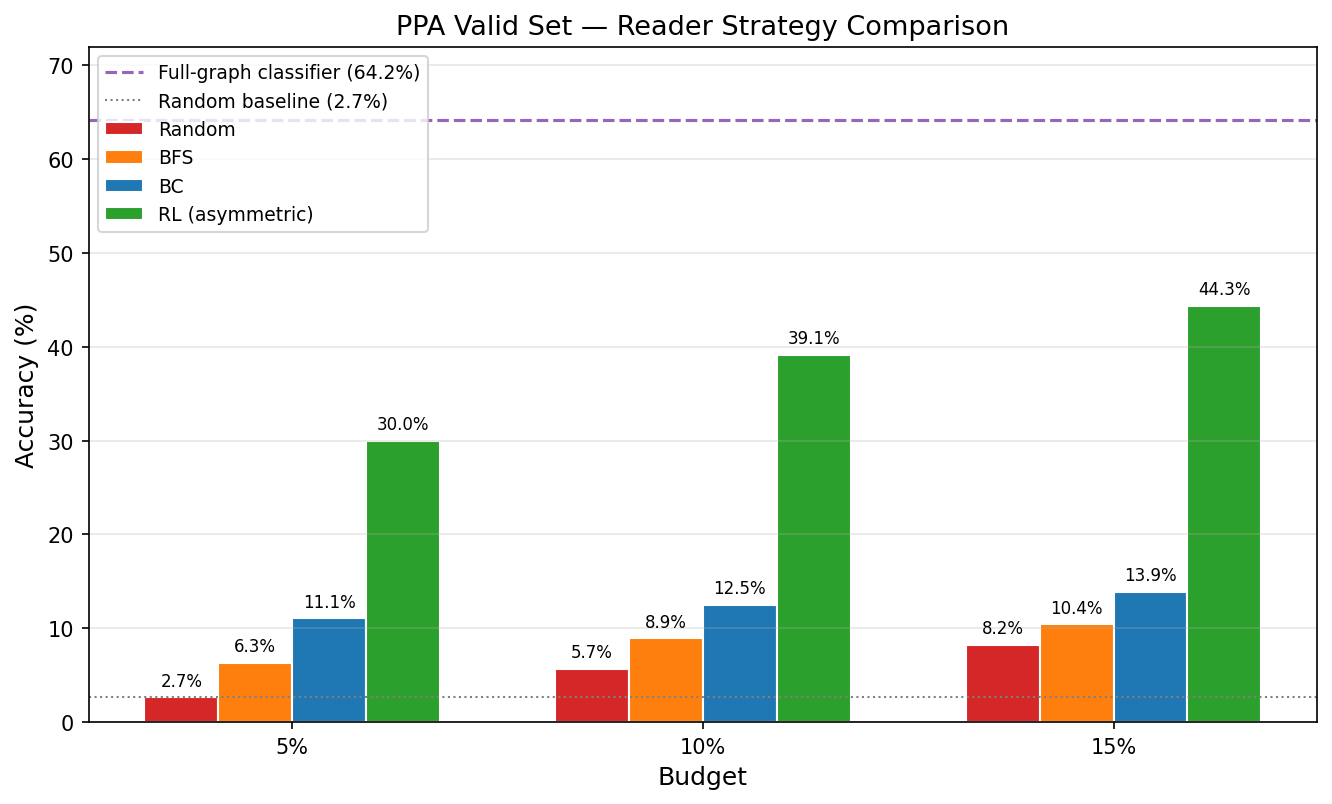 PPA Valid Set — Reader Strategy Comparison
Full-graph classifier (64.2%)
Random baseline (2.7%)
Random
BFS
BC
RL (asymmetric)
Accuracy (%)
70
60
50
40
30
20
10
0
2.7%
6.3%
11.1%
30.0%
5.7%
8.9%
12.5%
39.1%
8.2%
10.4%
13.9%
44.3%
5%
10%
15%
Budget